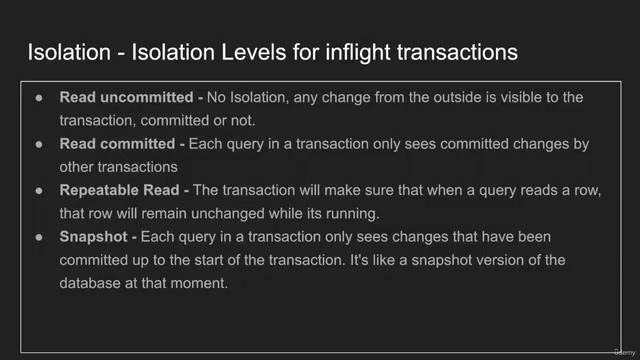 Isolation - Isolation Levels for inflight transactions
● Read uncommitted - No Isolation, any change from the outside is visible to the
transaction, committed or not.
● Read committed - Each query in a transaction only sees committed changes by
other transactions
● Repeatable Read - The transaction will make sure that when a query reads a row,
that row will remain unchanged while its running.
● Snapshot - Each query in a transaction only sees changes that have been
committed up to the start of the transaction. It's like a snapshot version of the
database at that moment.